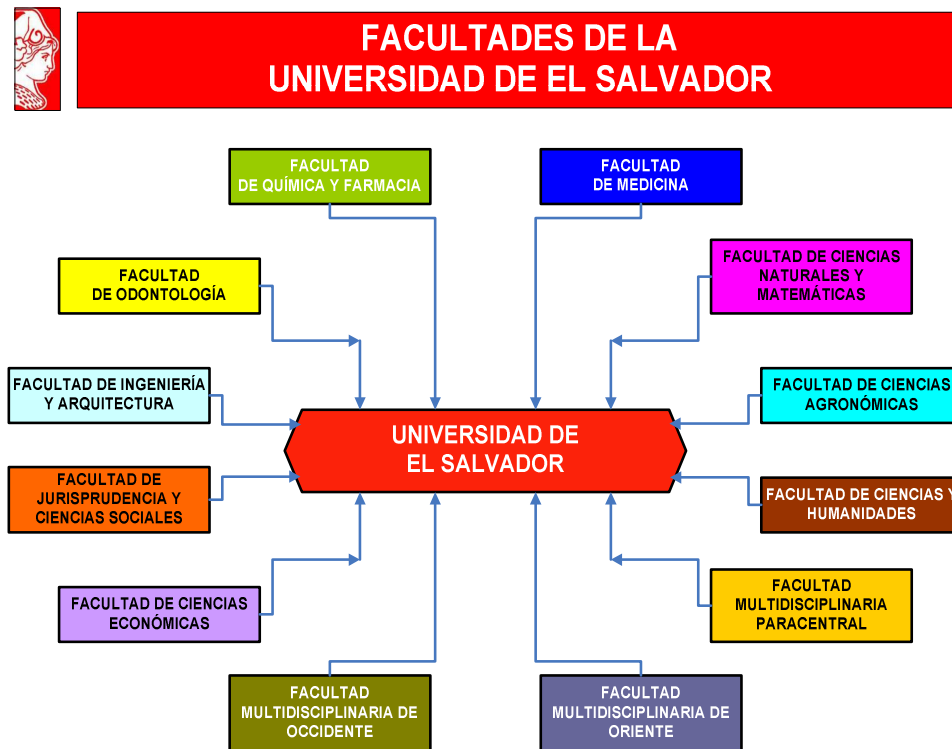 FACULTADES DE LA
UNIVERSIDAD DE EL SALVADOR
FACULTAD
DE QUÍMICA Y FARMACIA
FACULTAD
DE MEDICINA
FACULTAD
DE ODONTOLOGÍA
FACULTAD DE CIENCIAS
NATURALES Y
MATEMÁTICAS
FACULTAD DE INGENIERÍA
Y ARQUITECTURA
FACULTAD DE CIENCIAS
AGRONÓMICAS
UNIVERSIDAD DE
EL SALVADOR
FACULTAD DE
JURISPRUDENCIA Y
CIENCIAS SOCIALES
FACULTAD DE CIENCIAS Y
HUMANIDADES
FACULTAD DE CIENCIAS
ECONÓMICAS
FACULTAD
MULTIDISCIPLINARIA
PARACENTRAL
FACULTAD
MULTIDISCIPLINARIA DE
OCCIDENTE
FACULTAD
MULTIDISCIPLINARIA DE
ORIENTE